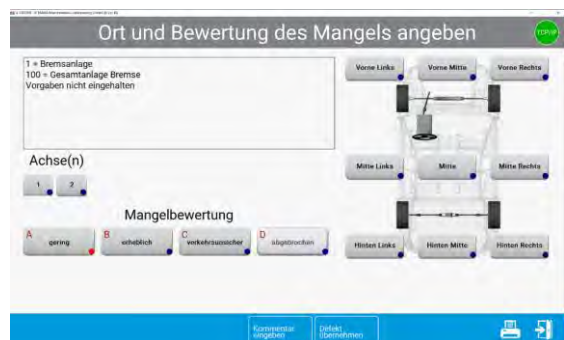 Ort und Bewertung des Mangels angeben
TCP/IP
1 = Bremsanlage
100 = Gesamtanlage Bremse
Vorgaben nicht eingehalten
Vorne Links
Vorne Mitte
Vorne Rechts
Achse(n)
1
2
Mitte Links
Mitte
Mitte Rechts
Mangelbewertung
A
gering
B
erheblich
C
verkehrsunsicher
D
abgebrochen
Hinten Links
Hinten Mitte
Hinten Rechts
Kommentar
eingeben
Defekt
übernehmen